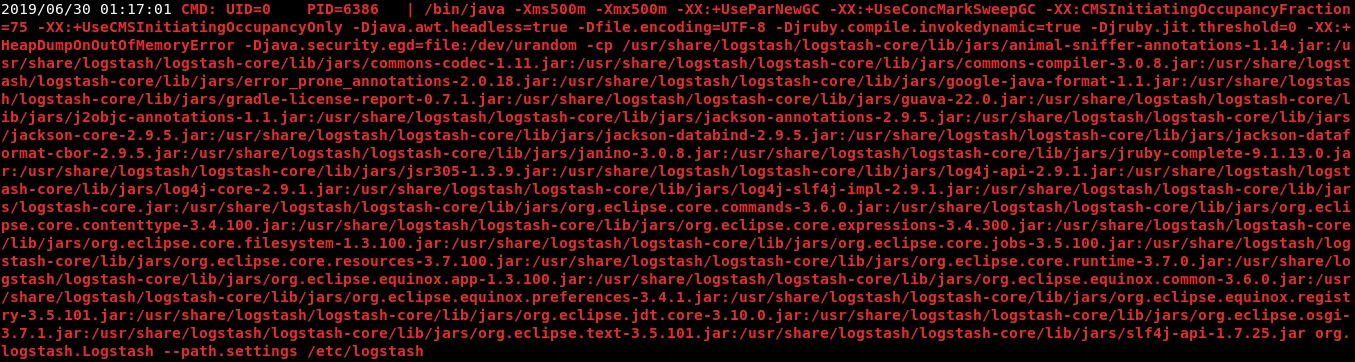 2019/06/30 01:17:01 CMD: UID=0    PID=6386   | /bin/java -Xms500m -Xmx500m -XX:+UseParNewGC -XX:+UseConcMarkSweepGC -XX:CMSInitiatingOccupancyFraction
=75 -XX:+UseCMSInitiatingOccupancyOnly -Djava.awt.headless=true -Dfile.encoding=UTF-8 -Djruby.compile.invokedynamic=true -Djruby.jit.threshold=0 -XX:+
HeapDumpOnOutOfMemoryError -Djava.security.egd=file:/dev/urandom -cp /usr/share/logstash/logstash-core/lib/jars/animal-sniffer-annotations-1.14.jar:/u
sr/share/logstash/logstash-core/lib/jars/commons-codec-1.11.jar:/usr/share/logstash/logstash-core/lib/jars/commons-compiler-3.0.8.jar:/usr/share/logst
ash/logstash-core/lib/jars/error_prone_annotations-2.0.18.jar:/usr/share/logstash/logstash-core/lib/jars/google-java-format-1.1.jar:/usr/share/logstas
h/logstash-core/lib/jars/gradle-license-report-0.7.1.jar:/usr/share/logstash/logstash-core/lib/jars/guava-22.0.jar:/usr/share/logstash/logstash-core/l
ib/jars/j2objc-annotations-1.1.jar:/usr/share/logstash/logstash-core/lib/jars/jackson-annotations-2.9.5.jar:/usr/share/logstash/logstash-core/lib/jars
/jackson-core-2.9.5.jar:/usr/share/logstash/logstash-core/lib/jars/jackson-databind-2.9.5.jar:/usr/share/logstash/logstash-core/lib/jars/jackson-dataf
ormat-cbor-2.9.5.jar:/usr/share/logstash/logstash-core/lib/jars/janino-3.0.8.jar:/usr/share/logstash/logstash-core/lib/jars/jruby-complete-9.1.13.0.ja
r:/usr/share/logstash/logstash-core/lib/jars/jsr305-1.3.9.jar:/usr/share/logstash/logstash-core/lib/jars/log4j-api-2.9.1.jar:/usr/share/logstash/logst
ash-core/lib/jars/log4j-core-2.9.1.jar:/usr/share/logstash/logstash-core/lib/jars/log4j-slf4j-impl-2.9.1.jar:/usr/share/logstash/logstash-core/lib/jar
s/logstash-core.jar:/usr/share/logstash/logstash-core/lib/jars/org.eclipse.core.commands-3.6.0.jar:/usr/share/logstash/logstash-core/lib/jars/org.ecli
pse.core.contenttype-3.4.100.jar:/usr/share/logstash/logstash-core/lib/jars/org.eclipse.core.expressions-3.4.300.jar:/usr/share/logstash/logstash-core
/lib/jars/org.eclipse.core.filesystem-1.3.100.jar:/usr/share/logstash/logstash-core/lib/jars/org.eclipse.core.jobs-3.5.100.jar:/usr/share/logstash/log
stash-core/lib/jars/org.eclipse.core.resources-3.7.100.jar:/usr/share/logstash/logstash-core/lib/jars/org.eclipse.core.runtime-3.7.0.jar:/usr/share/lo
gstash/logstash-core/lib/jars/org.eclipse.equinox.app-1.3.100.jar:/usr/share/logstash/logstash-core/lib/jars/org.eclipse.equinox.common-3.6.0.jar:/usr
/share/logstash/logstash-core/lib/jars/org.eclipse.equinox.preferences-3.4.1.jar:/usr/share/logstash/logstash-core/lib/jars/org.eclipse.equinox.regist
ry-3.5.101.jar:/usr/share/logstash/logstash-core/lib/jars/org.eclipse.jdt.core-3.10.0.jar:/usr/share/logstash/logstash-core/lib/jars/org.eclipse.osgi-
3.7.1.jar:/usr/share/logstash/logstash-core/lib/jars/org.eclipse.text-3.5.101.jar:/usr/share/logstash/logstash-core/lib/jars/slf4j-api-1.7.25.jar org.
logstash.Logstash --path.settings /etc/logstash